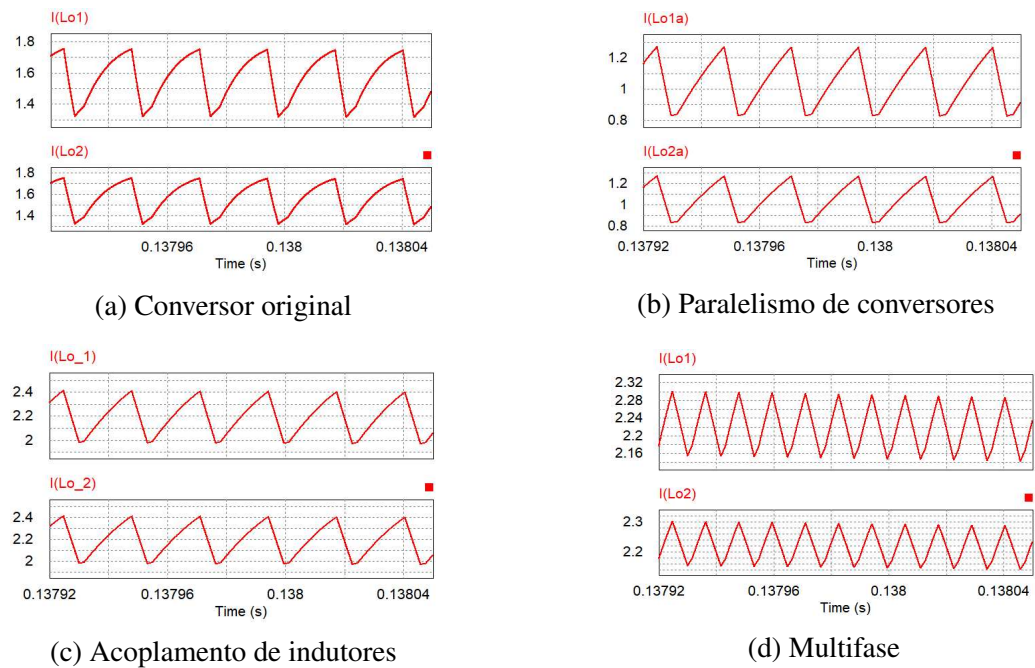 I(Lo1)
1.8
1.6
1.4
I(Lo2)
1.8
1.6
1.4
0.13796 0.138 0.13804
Time (s)
(a) Conversor original
I(Lo1a)
1.2
1
0.8
I(Lo2a)
1.2
1
0.8
0.13792 0.13796 0.138 0.13804
Time (s)
(b) Paralelismo de conversores
I(Lo_1)
2.4
2.2
2
I(Lo_2)
2.4
2.2
2
0.13792 0.13796 0.138 0.13804
Time (s)
(c) Acoplamento de indutores
I(Lo1)
2.32
2.28
2.24
2.2
2.16
I(Lo2)
2.3
2.2
0.13792 0.13796 0.138 0.13804
Time (s)
(d) Multifase